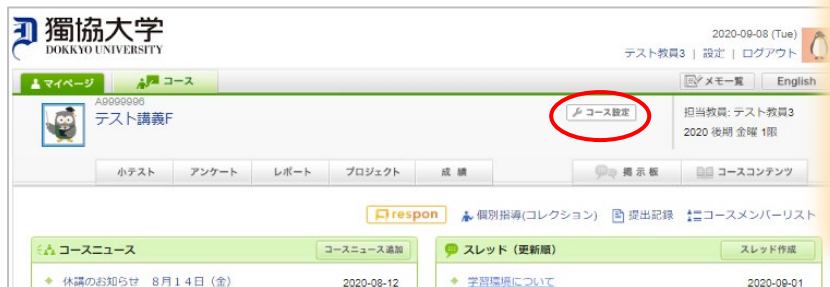 獨協大学
DOKKYO UNIVERSITY
2020-09-08 (Tue)
テスト教員3 | 設定 | ログアウト
マイページ
コース
メモ一覧
English
A9999996
テスト講義F
コース設定
担当教員: テスト教員3
2020 後期 金曜 1限
小テスト
アンケート
レポート
プロジェクト
成績
掲示板
コースコンテンツ
respon
個別指導(コレクション)
提出記録
コースメンバーリスト
コースニュース
コースニュース追加
スレッド（更新順）
スレッド作成
休講のお知らせ 8月14日（金）
2020-08-12
学習環境について
2020-09-01